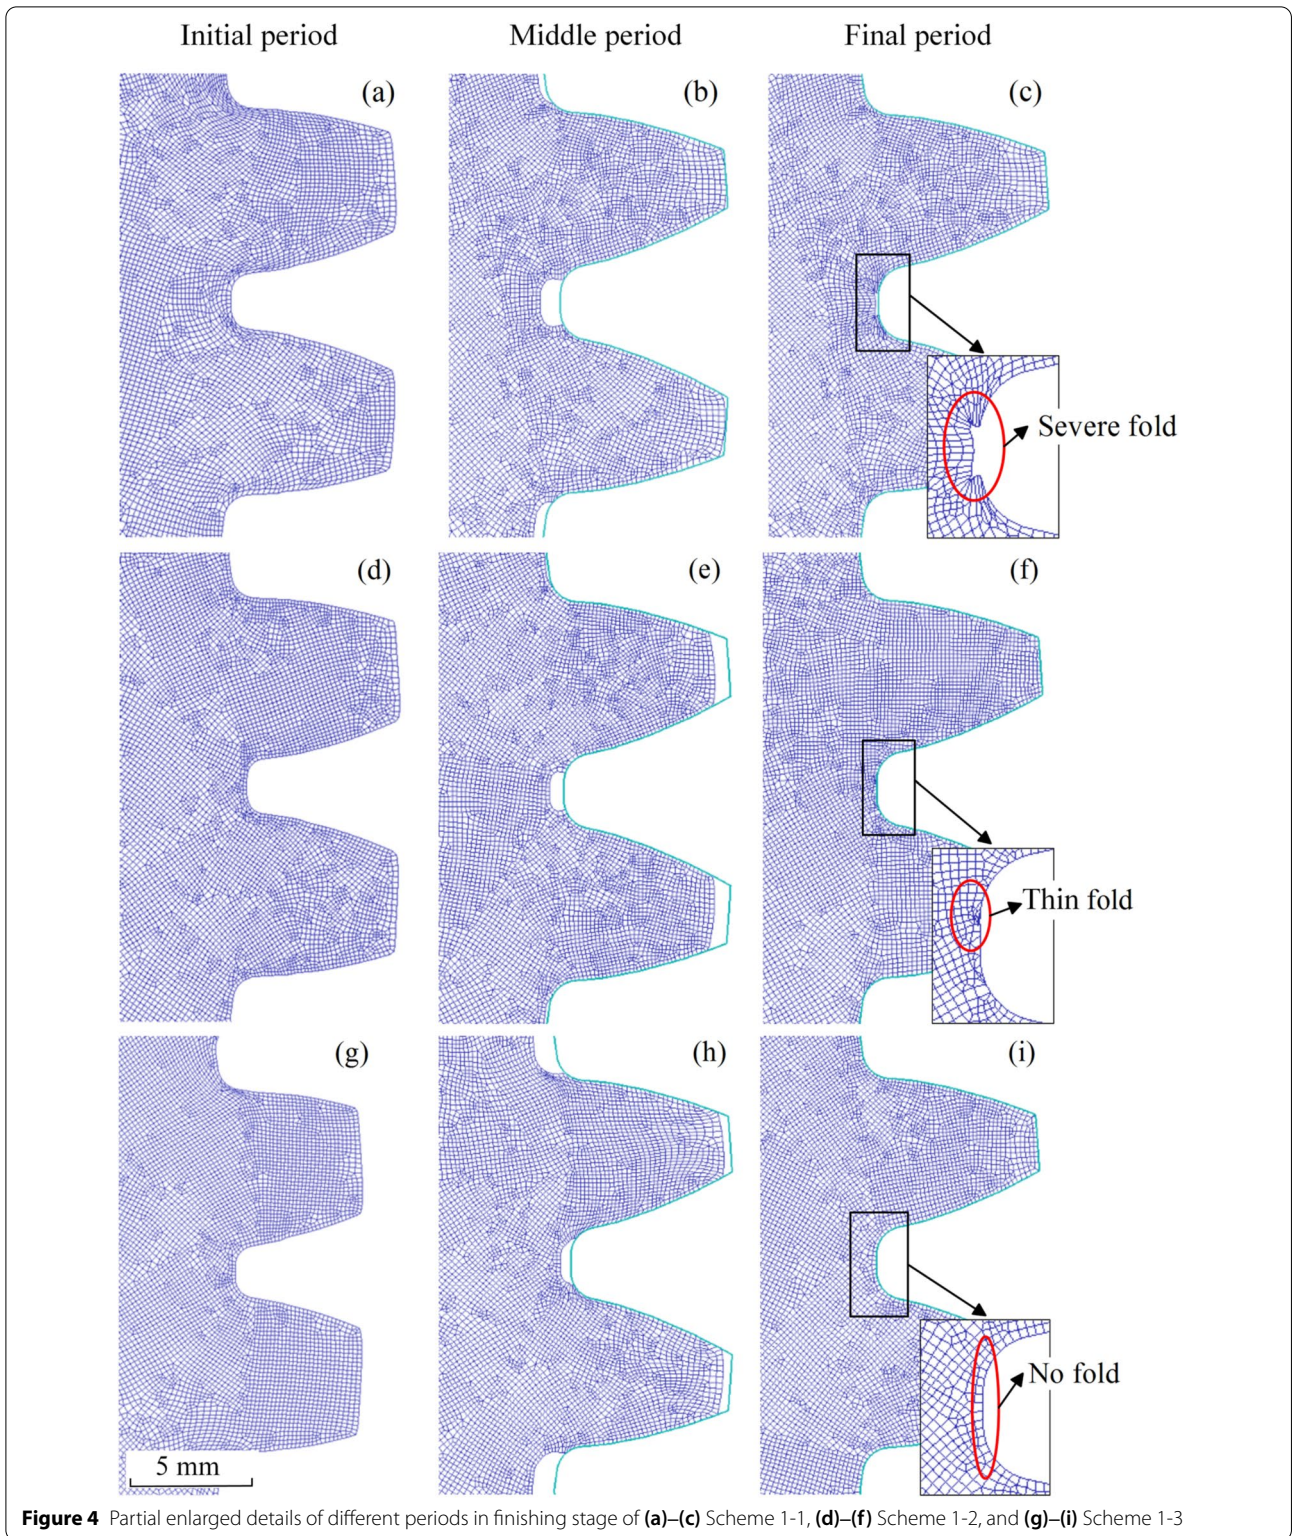 Initial period Middle period Final period
(a) (b) (c)
Severe fold
(d) (e) (f)
Thin fold
(g) (h) (i)
No fold
5 mm
Figure 4 Partial enlarged details of different periods in finishing stage of (a)–(c) Scheme 1-1, (d)–(f) Scheme 1-2, and (g)–(i) Scheme 1-3